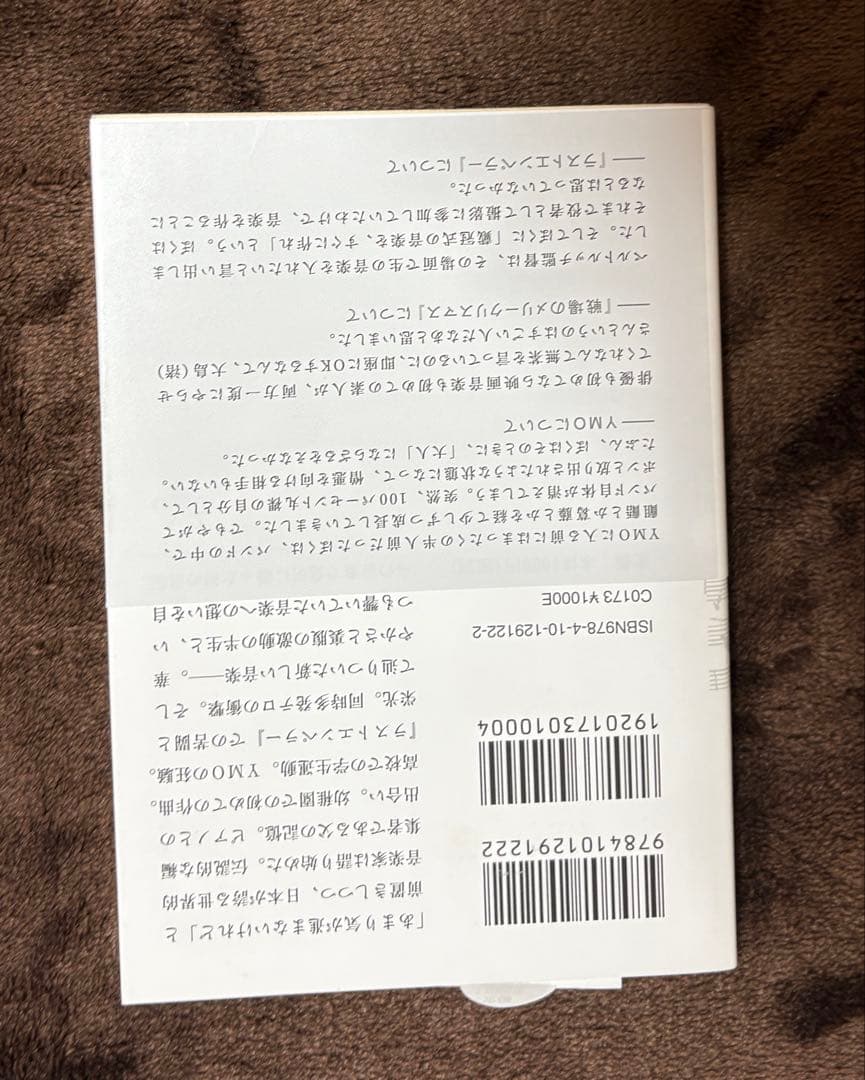 9784101291222
1920173010004
ISBN978-4-10-129122-2
C0173 ¥1000E
「あまり気が進まないけれど」と
前置きしつつ、日本が誇る世界的
音楽家は語り始めた。伝説的な編
集者である父の記憶。ピアノとの
出合い。幼稚園での初めての作曲。
高校での学生運動。YMOの狂騒。
『ラストエンペラー』での苦闘と
栄光。同時多発テロの衝撃。そし
て辿りついた新しい音楽――。華
やかさと裏腹の激動の半生と、い
つも響いていた音楽への想いを自
YMOに入る前にはまったくの半人前だったぼくは、バンドの中で、
齟齬とか葛藤とかを経て少しずつ成長していきました。でもやがて
バンド自体が消えてしまう。突然、100パーセント丸裸の自分として、
ポンと放り出されたような状態になって、憎悪を向ける相手もいない。
たぶん、ぼくはそのときに、「大人」にならざるをえなかった。
――YMOについて
俳優も初めてなら映画音楽も初めての素人が、両方一度にやらせ
てくれなんて無茶を言っているのに、即座にOKするなんて、大島(渚)
さんというのはすごい人だなあと思いました。
――『戦場のメリークリスマス』について
ベルトルッチ監督は、その場面で生の音楽を入れたいと言い出しま
した。そしてぼくに「戴冠式の音楽を、すぐに作れ」という。ぼくは
それまで役者として撮影に参加していたわけで、音楽を作ることに
なるとは思っていなかった。
――『ラストエンペラー』について